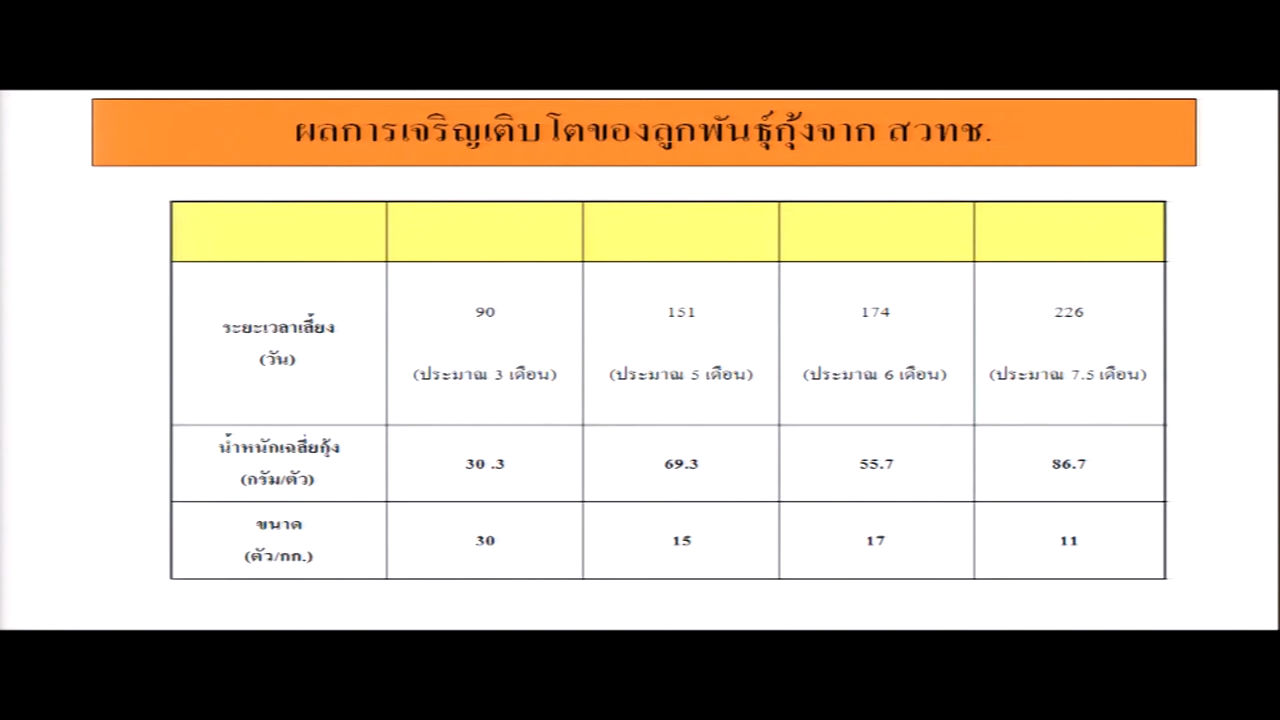 ผลการเจริญเติบโตของลูกพันธุ์กุ้งจาก สวทช.
ระยะเวลาเลี้ยง
(วัน)
90
(ประมาณ 3 เดือน)
151
(ประมาณ 5 เดือน)
174
(ประมาณ 6 เดือน)
226
(ประมาณ 7.5 เดือน)
น้ำหนักเฉลี่ยกุ้ง
(กรัม/ตัว)
30 .3
69.3
55.7
86.7
ขนาด
(ตัว/กก.)
30
15
17
11